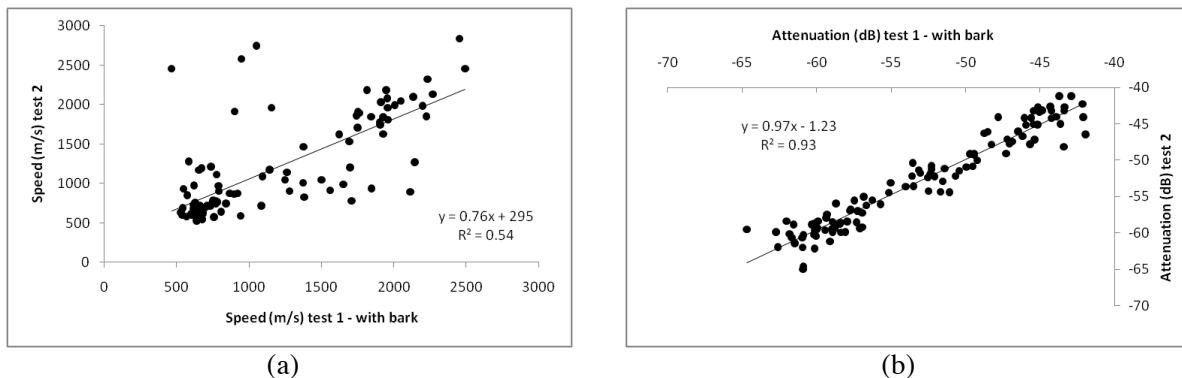 3000
2500
2000
1500
1000
500
0
Speed (m/s) test 2
y = 0.76x + 295
R² = 0.54
0 500 1000 1500 2000 2500 3000
Speed (m/s) test 1 - with bark
(a)
Attenuation (dB) test 1 - with bark
-70 -65 -60 -55 -50 -45 -40
y = 0.97x - 1.23
R² = 0.93
-40
-45
-50
-55
-60
-65
-70
Attenuation (dB) test 2
(b)